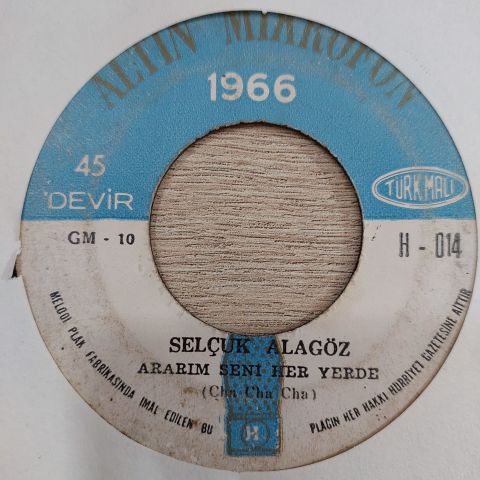 ALTIN MİKROFON
1966
45
DEVİR
TÜRK MALI
GM - 10
H - 014
SELÇUK ALAGÖZ
ARARIM SENİ HER YERDE
(Cha Cha Cha)
MELODİ PLAK FABRİKASINDA İMAL EDİLEN BU
PLAĞIN HER HAKKI HÜRRİYET GAZETESİNE AİTTİR
H